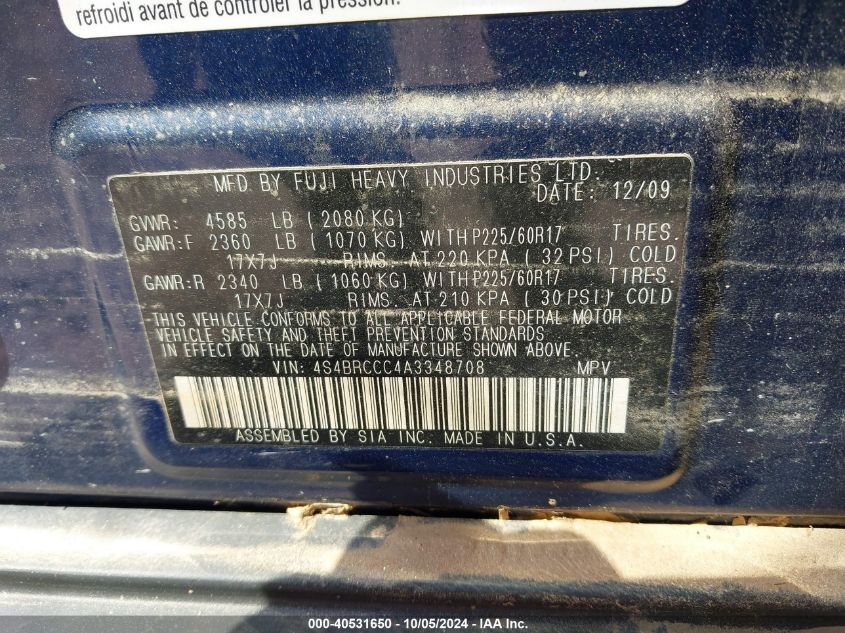 refroidi avant de contrôler la pression.
MFD BY FUJI HEAVY INDUSTRIES LTD.
DATE: 12/09
GVWR: 4585 LB (2080 KG)
GAWR:F 2360 LB (1070 KG) WITH P225/60R17 TIRES.
17X7J RIMS. AT 220 KPA (32 PSI) COLD
GAWR:R 2340 LB (1060 KG) WITH P225/60R17 TIRES.
17X7J RIMS. AT 210 KPA (30 PSI) COLD
THIS VEHICLE CONFORMS TO ALL APPLICABLE FEDERAL MOTOR
VEHICLE SAFETY AND THEFT PREVENTION STANDARDS
IN EFFECT ON THE DATE OF MANUFACTURE SHOWN ABOVE.
VIN: 4S4BRCCC4A3348708 MPV
ASSEMBLED BY SIA INC. MADE IN U.S.A.
000-40531650 - 10/05/2024 - IAA Inc.